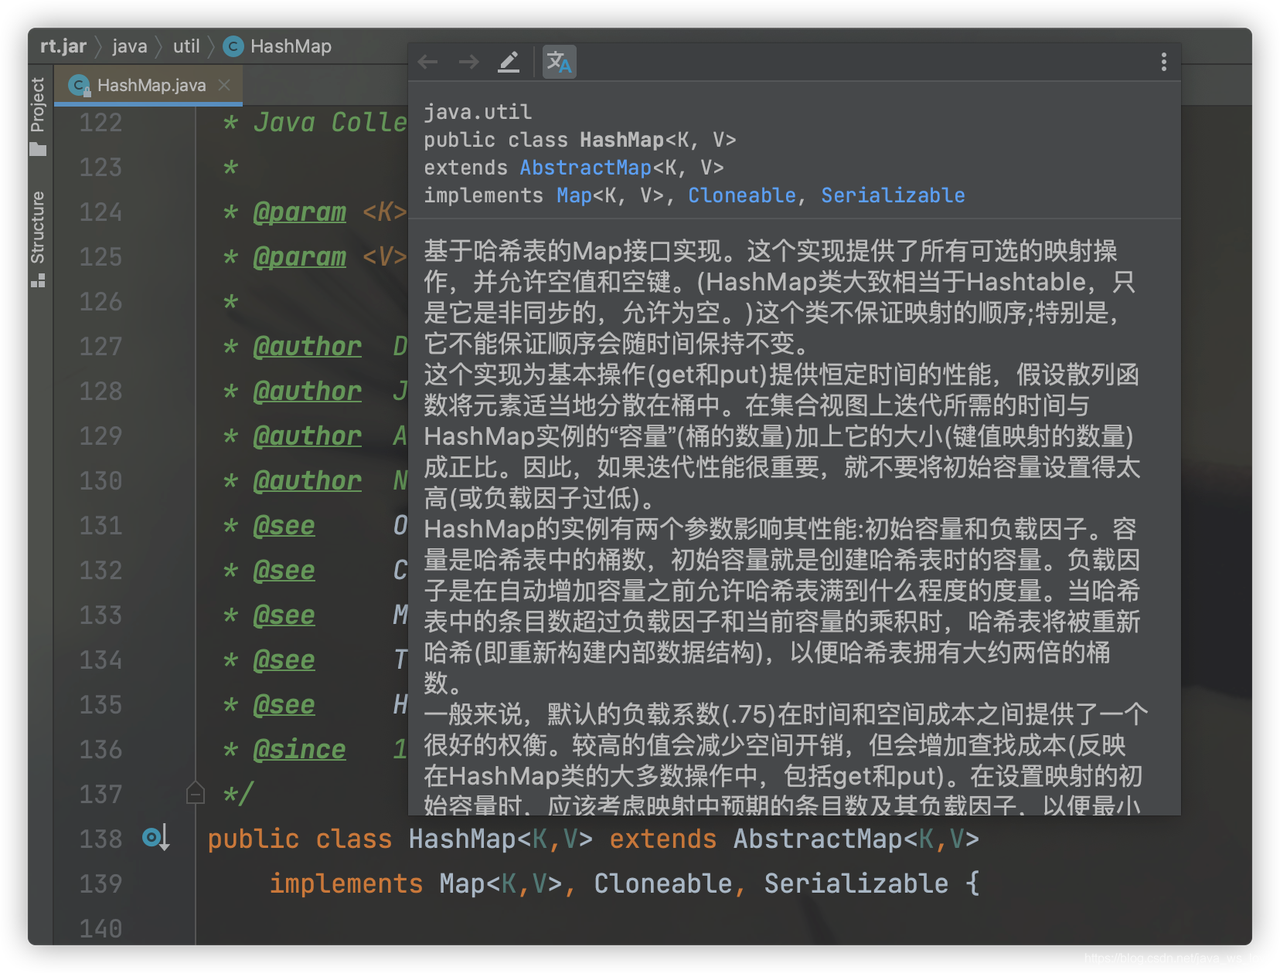 rt.jar java util HashMap
Project
Structure
HashMap.java
java.util
public class HashMap<K, V>
extends AbstractMap<K, V>
implements Map<K, V>, Cloneable, Serializable
基于哈希表的Map接口实现。这个实现提供了所有可选的映射操
作，并允许空值和空键。(HashMap类大致相当于Hashtable，只
是它是非同步的，允许为空。)这个类不保证映射的顺序;特别是，
它不能保证顺序会随时间保持不变。
这个实现为基本操作(get和put)提供恒定时间的性能，假设散列函
数将元素适当地分散在桶中。在集合视图上迭代所需的时间与
HashMap实例的“容量”(桶的数量)加上它的大小(键值映射的数量)
成正比。因此，如果迭代性能很重要，就不要将初始容量设置得太
高(或负载因子过低)。
HashMap的实例有两个参数影响其性能:初始容量和负载因子。容
量是哈希表中的桶数，初始容量就是创建哈希表时的容量。负载因
子是在自动增加容量之前允许哈希表满到什么程度的度量。当哈希
表中的条目数超过负载因子和当前容量的乘积时，哈希表将被重新
哈希(即重新构建内部数据结构)，以便哈希表拥有大约两倍的桶
数。
一般来说，默认的负载系数(.75)在时间和空间成本之间提供了一个
很好的权衡。较高的值会减少空间开销，但会增加查找成本(反映
在HashMap类的大多数操作中，包括get和put)。在设置映射的初
始容量时，应该考虑映射中预期的条目数及其负载因子，以便最小
122 * Java Colle
123 *
124 * @param <K>
125 * @param <V>
126 *
127 * @author D
128 * @author J
129 * @author A
130 * @author N
131 * @see O
132 * @see C
133 * @see M
134 * @see T
135 * @see H
136 * @since 1
137 */
138 public class HashMap<K,V> extends AbstractMap<K,V>
139 implements Map<K,V>, Cloneable, Serializable {
140